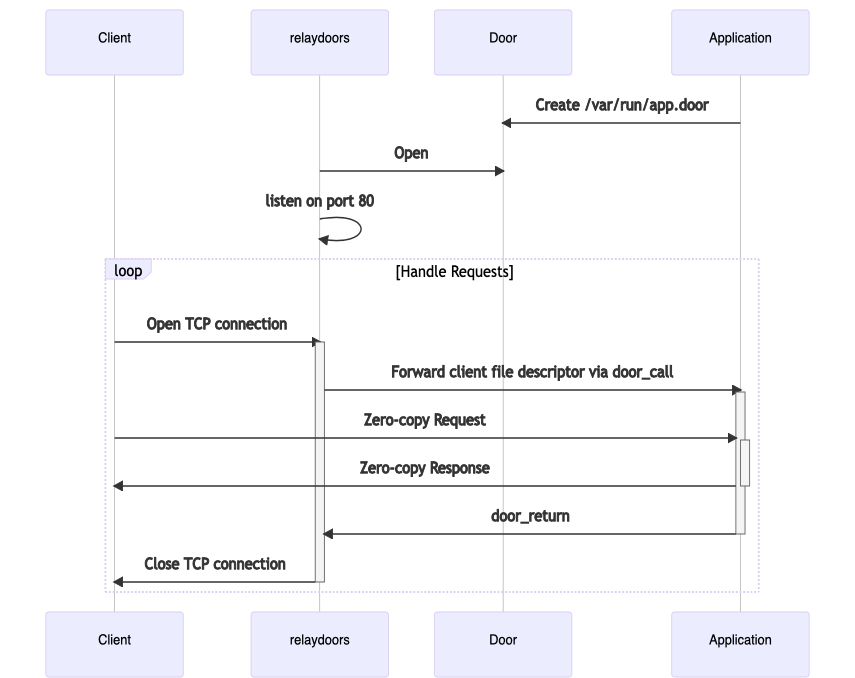 Client
relaydoors
Door
Application
Create /var/run/app.door
Open
listen on port 80
loop
[Handle Requests]
Open TCP connection
Forward client file descriptor via door_call
Zero-copy Request
Zero-copy Response
door_return
Close TCP connection
Client
relaydoors
Door
Application